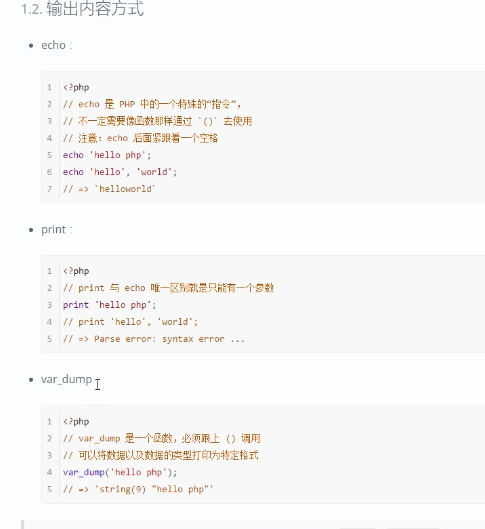 1.2. 输出内容方式
echo：
1 <?php
2 // echo 是 PHP 中的一个特殊的“指令”，
3 // 不一定需要像函数那样通过 `()` 去使用
4 // 注意：echo 后面紧跟着一个空格
5 echo 'hello php';
6 echo 'hello', 'world';
7 // => `helloworld`
print：
1 <?php
2 // print 与 echo 唯一区别就是只能有一个参数
3 print 'hello php';
4 // print 'hello', 'world';
5 // => Parse error: syntax error ...
var_dump
1 <?php
2 // var_dump 是一个函数，必须跟上 () 调用
3 // 可以将数据以及数据的类型打印为特定格式
4 var_dump('hello php');
5 // => 'string(9) "hello php"'